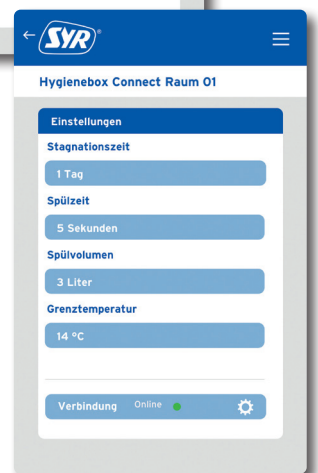 SYR®
Hygienebox Connect Raum 01
Einstellungen
Stagnationszeit
1 Tag
Spülzeit
5 Sekunden
Spülvolumen
3 Liter
Grenztemperatur
14 °C
Verbindung Online